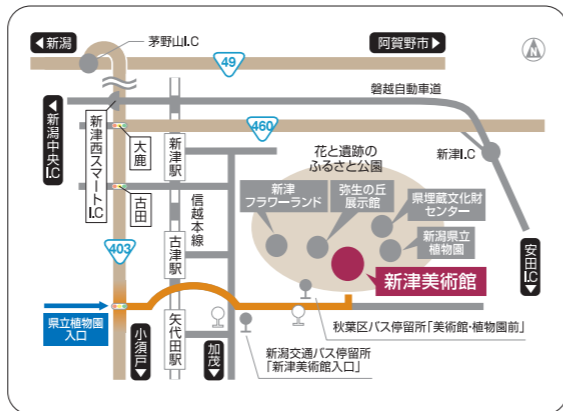 ◀新潟
茅野山I.C
阿賀野市▶
49
N
磐越自動車道
◀新潟中央I.C
新津西スマートI.C
大鹿
新津駅
460
新津I.C
花と遺跡の
ふるさと公園
古田
信越本線
新津
フラワーランド
弥生の丘
展示館
県埋蔵文化財
センター
新潟県立
植物園
403
古津駅
新津美術館
安田I.C▶
県立植物園
入口
小須戸▶
矢代田駅
加茂▶
秋葉区バス停留所「美術館・植物園前」
新潟交通バス停留所
「新津美術館入口」